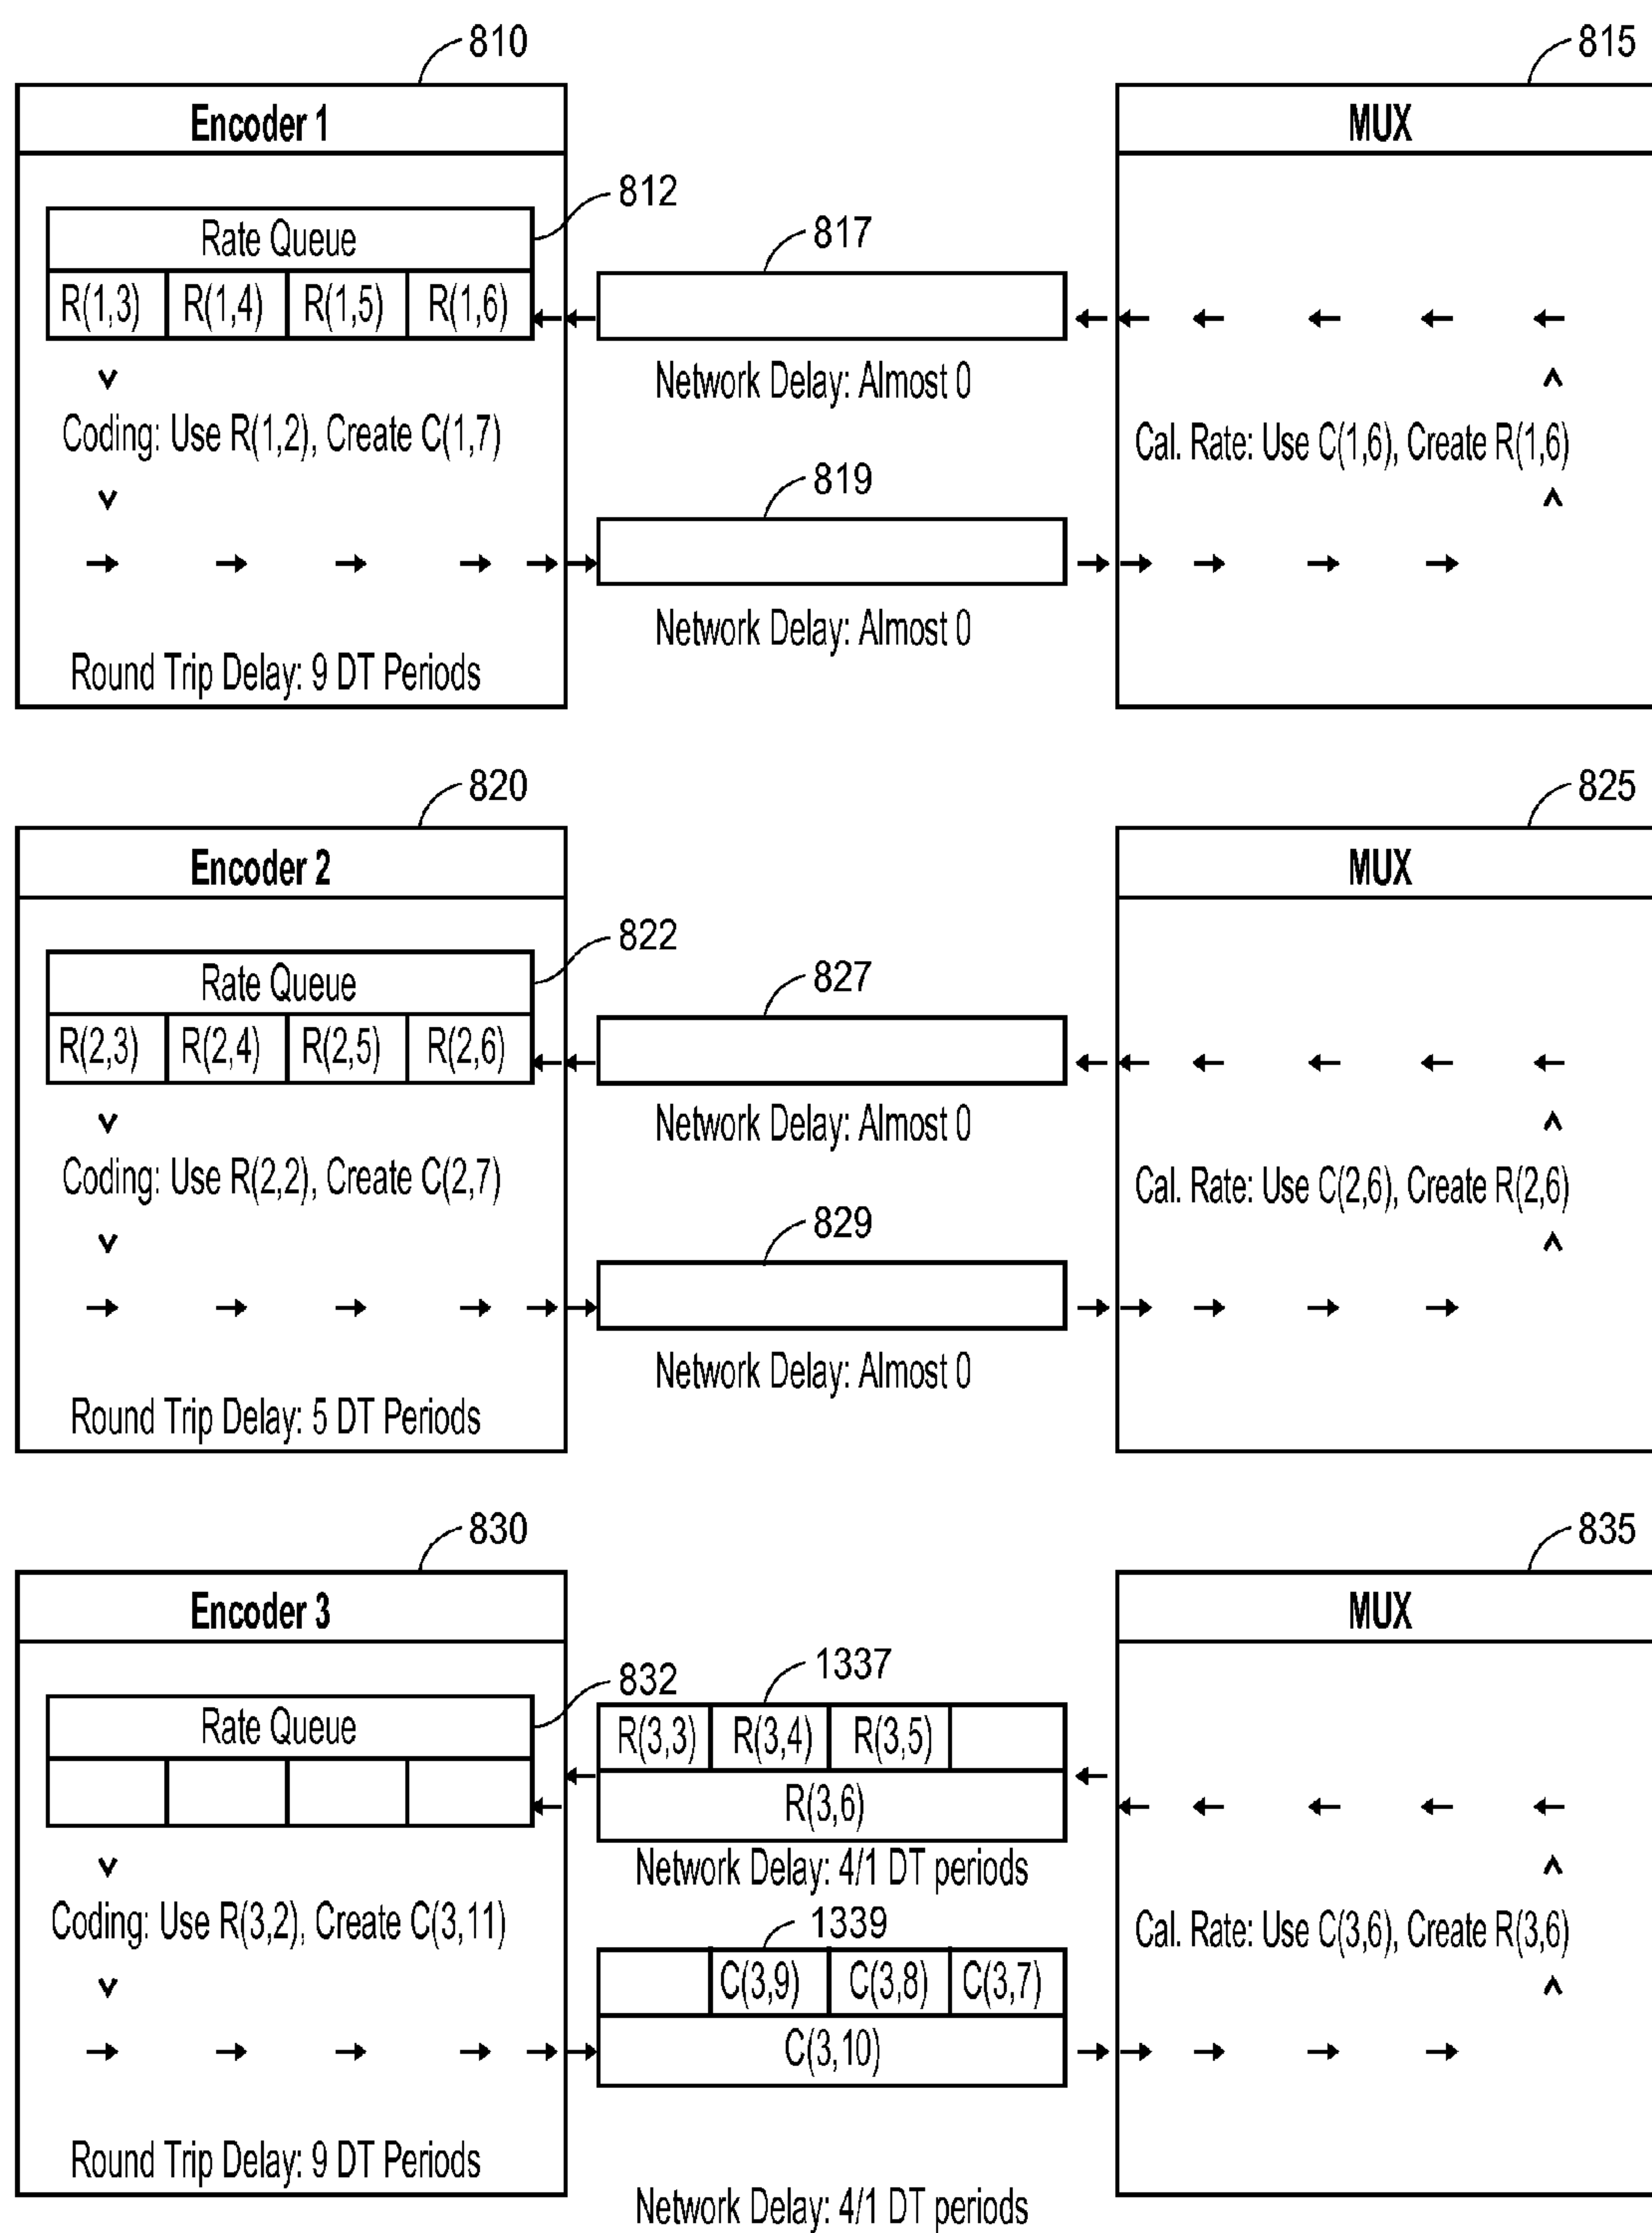 810
815
Encoder 1
MUX
812
Rate Queue
817
R(1,3) R(1,4) R(1,5) R(1,6)
Network Delay: Almost 0
Coding: Use R(1,2), Create C(1,7)
Cal. Rate: Use C(1,6), Create R(1,6)
819
Network Delay: Almost 0
Round Trip Delay: 9 DT Periods
820
825
Encoder 2
MUX
822
Rate Queue
827
R(2,3) R(2,4) R(2,5) R(2,6)
Network Delay: Almost 0
Coding: Use R(2,2), Create C(2,7)
Cal. Rate: Use C(2,6), Create R(2,6)
829
Network Delay: Almost 0
Round Trip Delay: 5 DT Periods
830
835
Encoder 3
MUX
832
1337
Rate Queue
R(3,3) R(3,4) R(3,5)
R(3,6)
Network Delay: 4/1 DT periods
Coding: Use R(3,2), Create C(3,11)
1339
Cal. Rate: Use C(3,6), Create R(3,6)
C(3,9) C(3,8) C(3,7)
C(3,10)
Round Trip Delay: 9 DT Periods
Network Delay: 4/1 DT periods